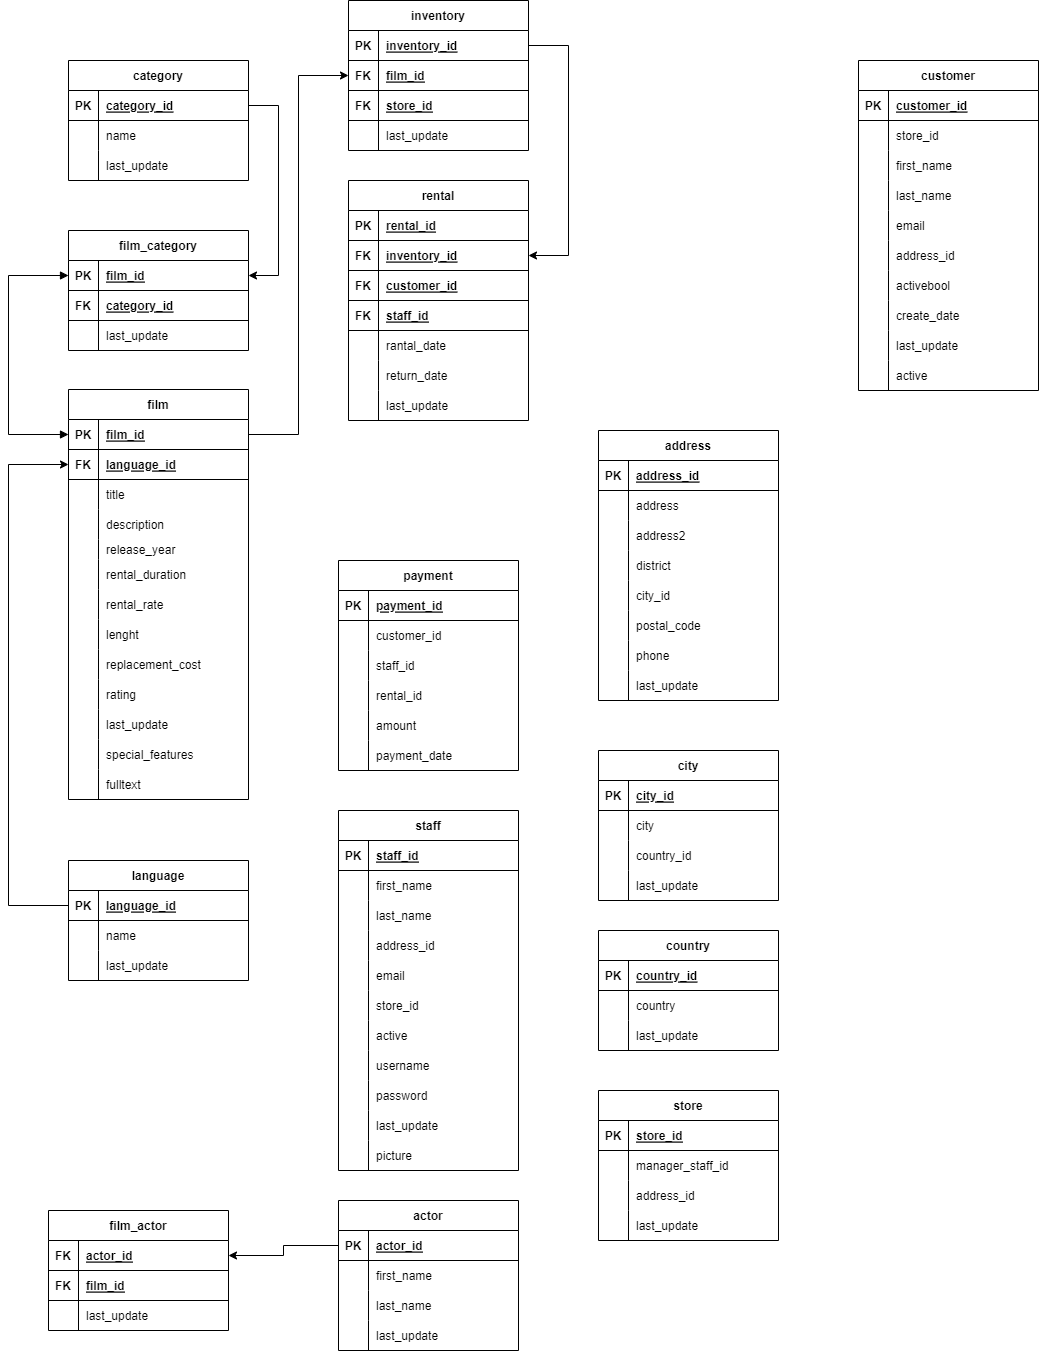 inventory
PK inventory_id
FK film_id
FK store_id
last_update
category
PK category_id
name
last_update
customer
PK customer_id
store_id
first_name
last_name
email
address_id
activebool
create_date
last_update
active
rental
PK rental_id
FK inventory_id
FK customer_id
FK staff_id
rantal_date
return_date
last_update
film_category
PK film_id
FK category_id
last_update
film
PK film_id
FK language_id
title
description
release_year
rental_duration
rental_rate
lenght
replacement_cost
rating
last_update
special_features
fulltext
address
PK address_id
address
address2
district
city_id
postal_code
phone
last_update
payment
PK payment_id
customer_id
staff_id
rental_id
amount
payment_date
city
PK city_id
city
country_id
last_update
staff
PK staff_id
first_name
last_name
address_id
email
store_id
active
username
password
last_update
picture
language
PK language_id
name
last_update
country
PK country_id
country
last_update
store
PK store_id
manager_staff_id
address_id
last_update
film_actor
FK actor_id
FK film_id
last_update
actor
PK actor_id
first_name
last_name
last_update